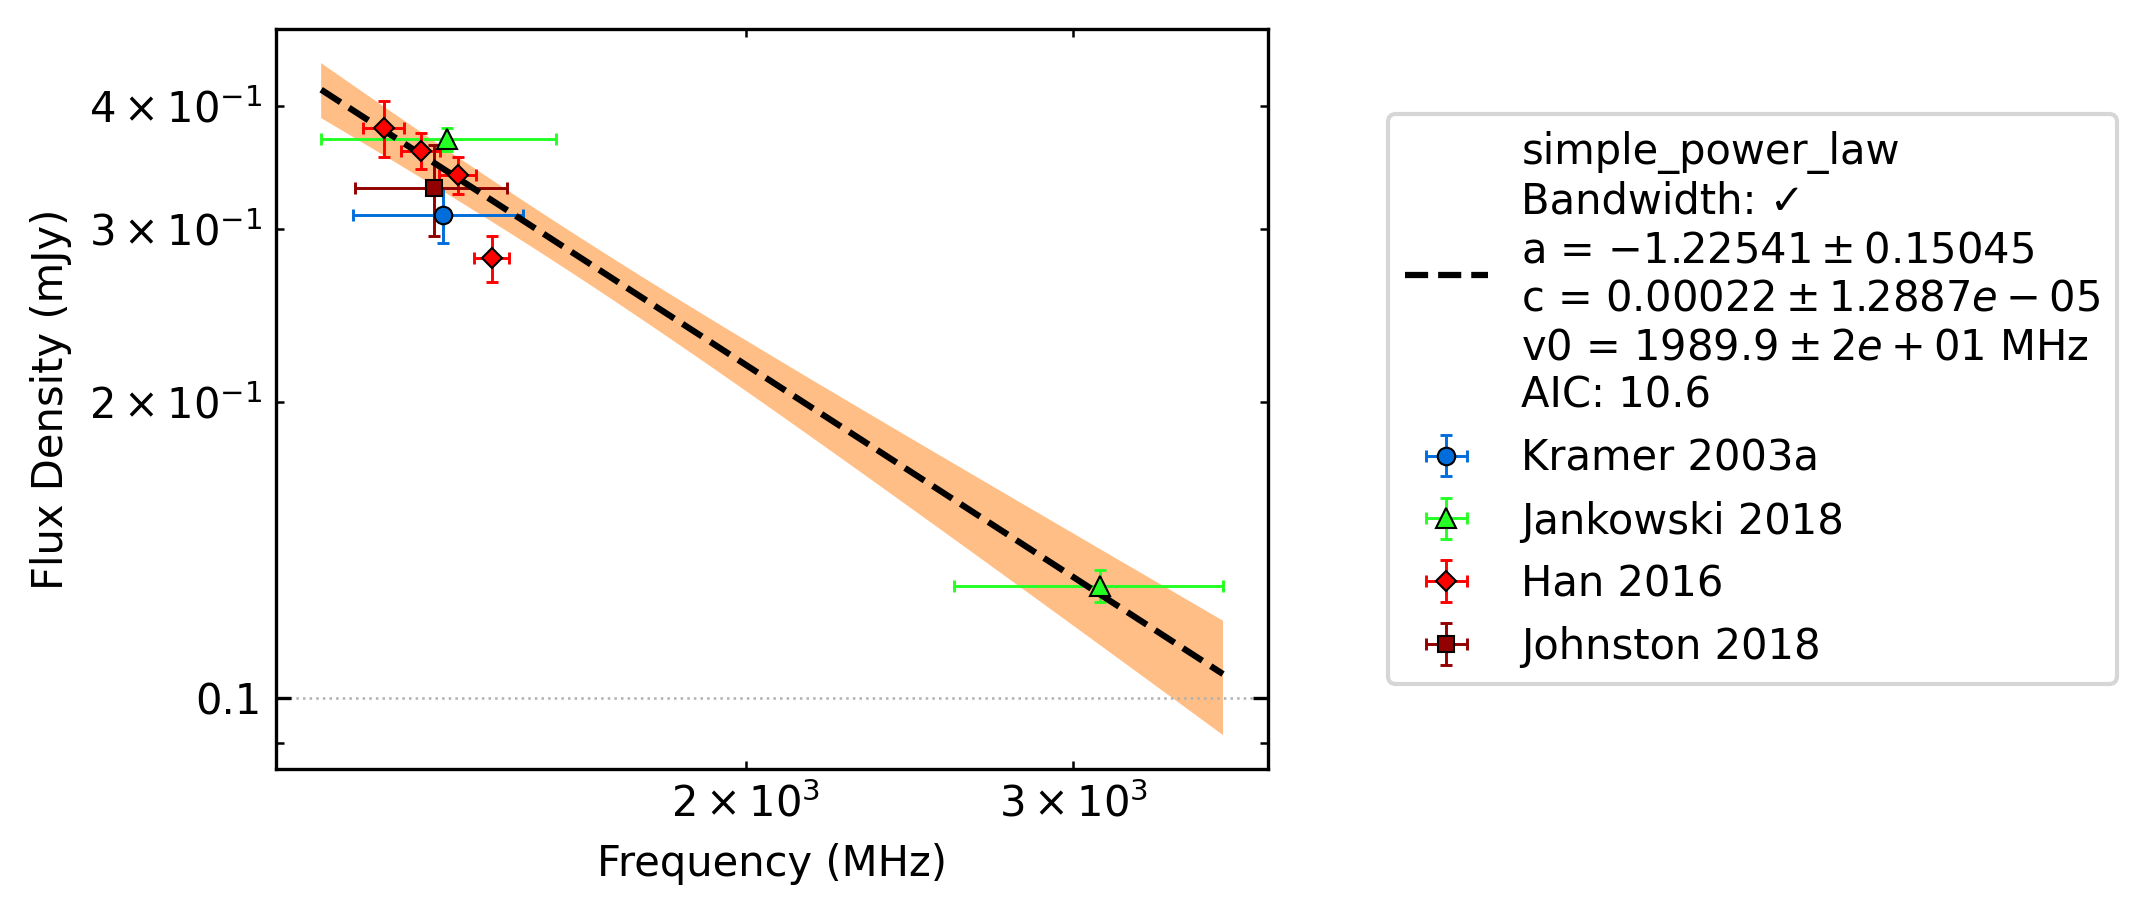 Flux Density (mJy)
4 × 10⁻¹
3 × 10⁻¹
2 × 10⁻¹
0.1
2 × 10³
3 × 10³
Frequency (MHz)
simple_power_law
Bandwidth: ✓
a = −1.22541 ± 0.15045
c = 0.00022 ± 1.2887e − 05
v0 = 1989.9 ± 2e + 01 MHz
AIC: 10.6
Kramer 2003a
Jankowski 2018
Han 2016
Johnston 2018